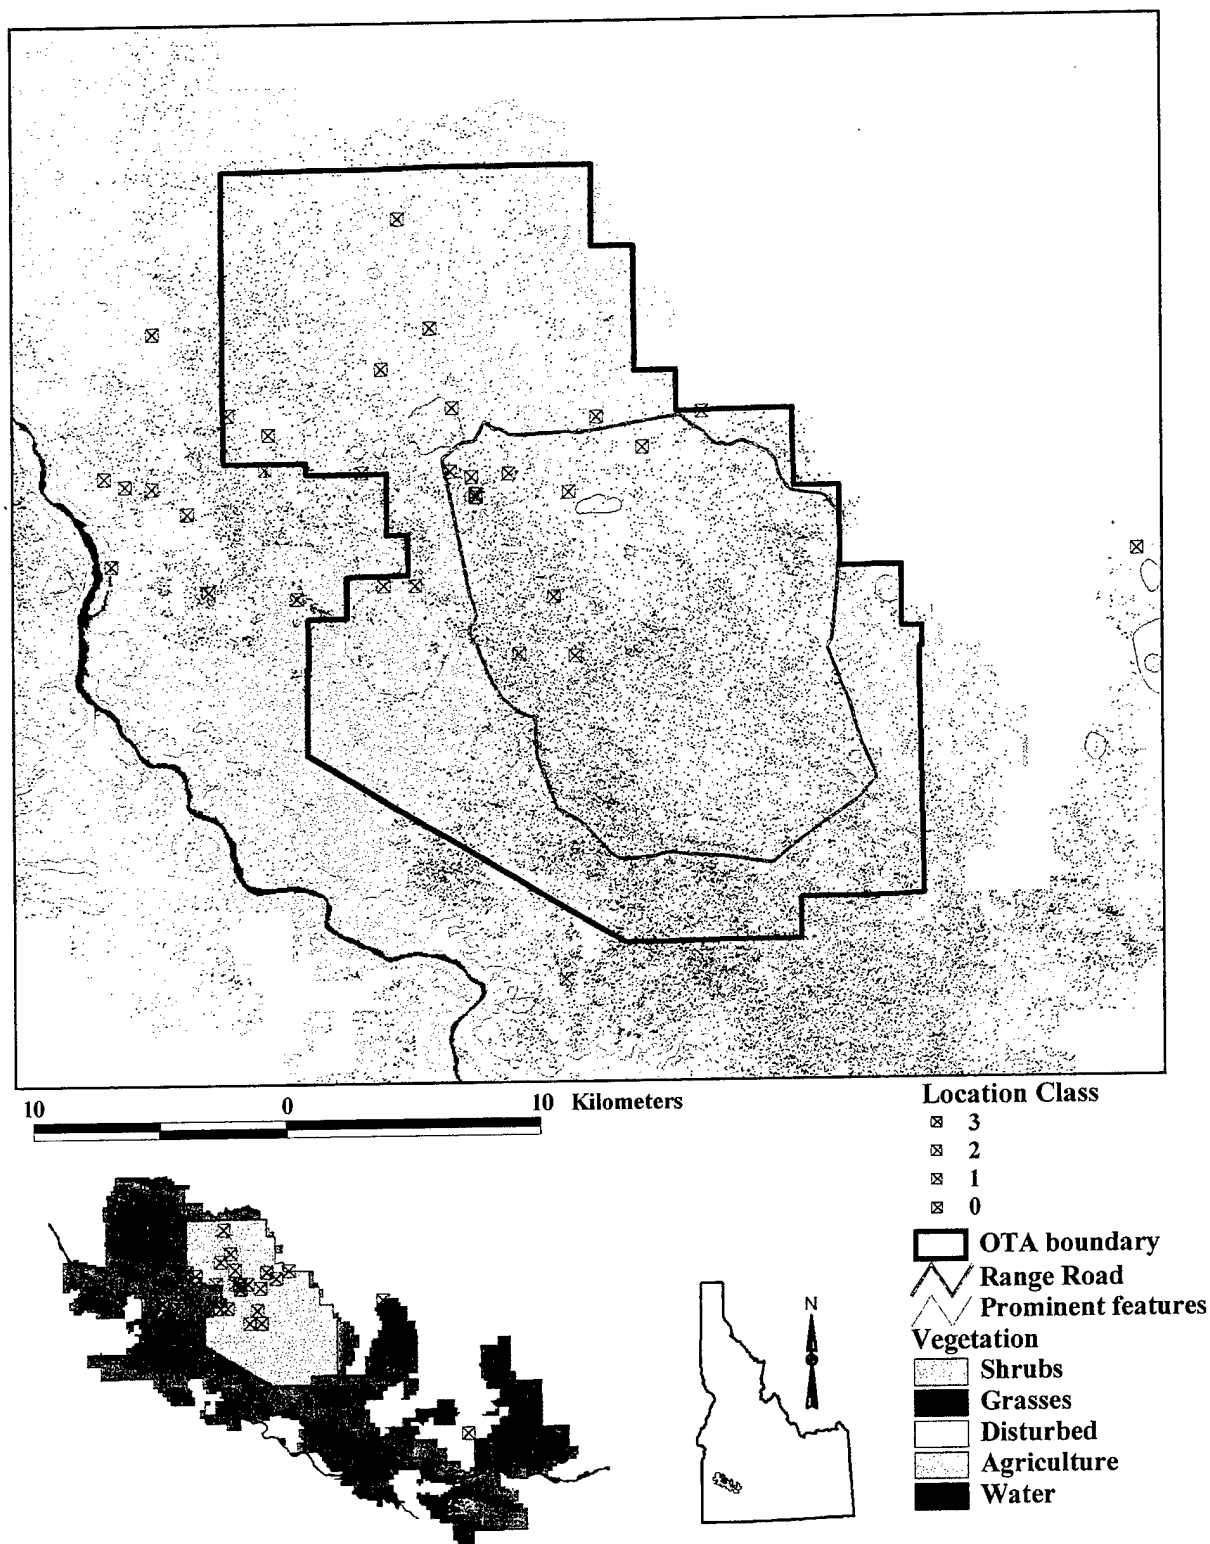 10 0 10 Kilometers
Location Class
3
2
1
0
OTA boundary
Range Road
Prominent features
Vegetation
Shrubs
Grasses
Disturbed
Agriculture
Water
N